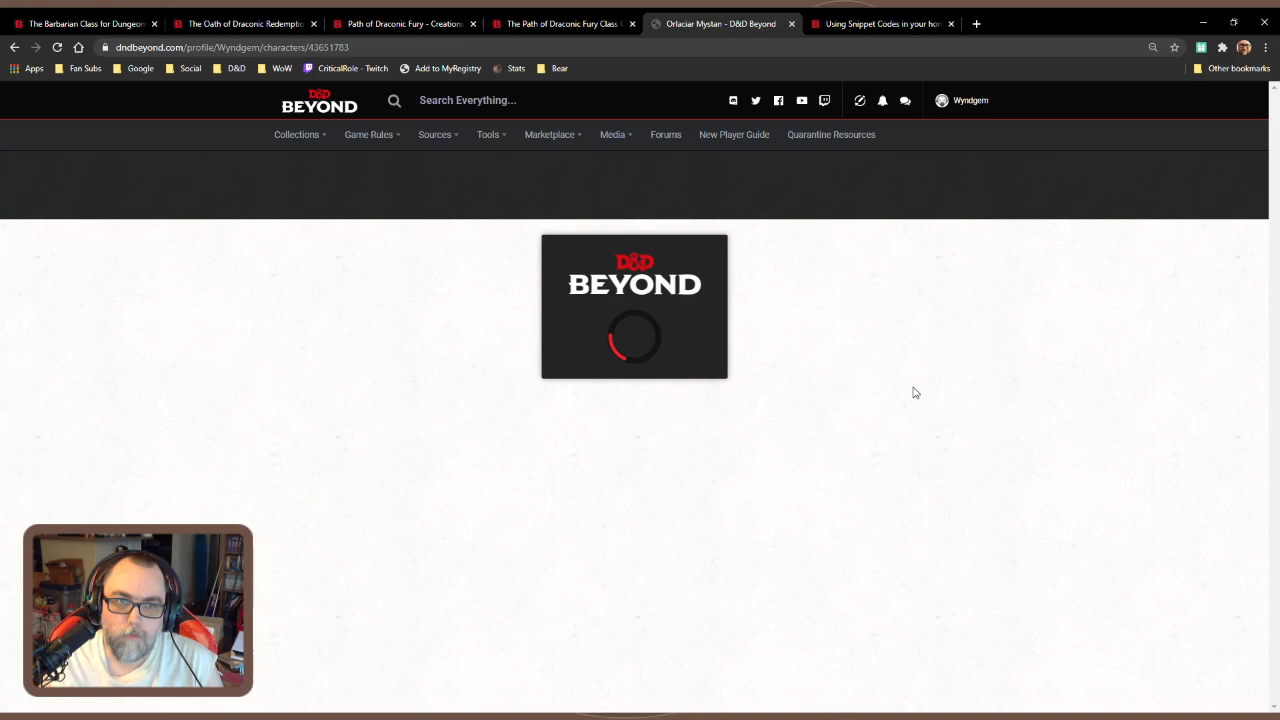 The Barbarian Class for Dungeon
The Oath of Draconic Redemptio
Path of Draconic Fury - Creations
The Path of Draconic Fury Class f
Orlaciar Mystan - D&D Beyond
Using Snippet Codes in your hon
dndbeyond.com/profile/Wyndgem/characters/43651783
Apps
Fan Subs
Google
Social
D&D
WoW
CriticalRole - Twitch
Add to MyRegistry
Stats
Bear
Other bookmarks
D&D
BEYOND
Search Everything...
Wyndgem
Collections
Game Rules
Sources
Tools
Marketplace
Media
Forums
New Player Guide
Quarantine Resources
D&D
BEYOND